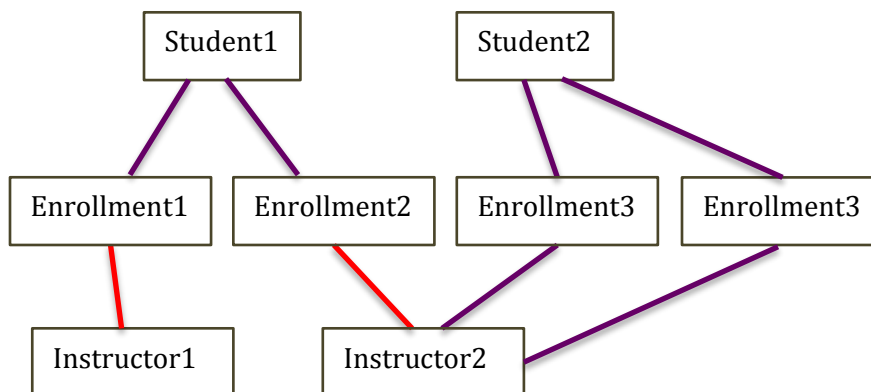 Student1
Student2
Enrollment1
Enrollment2
Enrollment3
Enrollment3
Instructor1
Instructor2